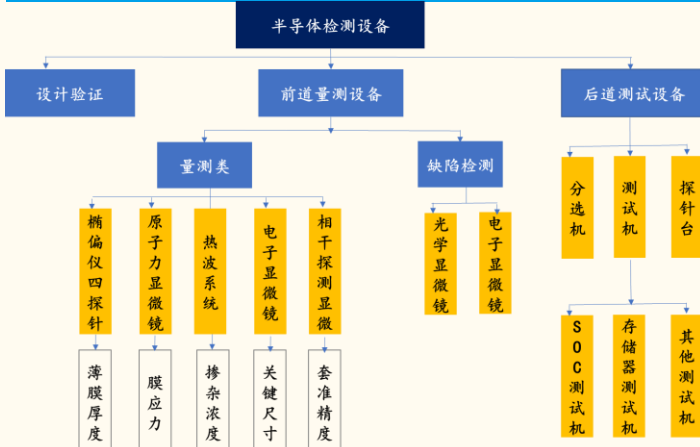 半导体检测设备
设计验证
前道量测设备
后道测试设备
量测类
缺陷检测
分选机
测试机
探针台
椭偏仪四探针
原子力显微镜
热波系统
电子显微镜
相干探测显微
光学显微镜
电子显微镜
薄膜厚度
膜应力
掺杂浓度
关键尺寸
套准精度
SOC测试机
存储器测试机
其他测试机